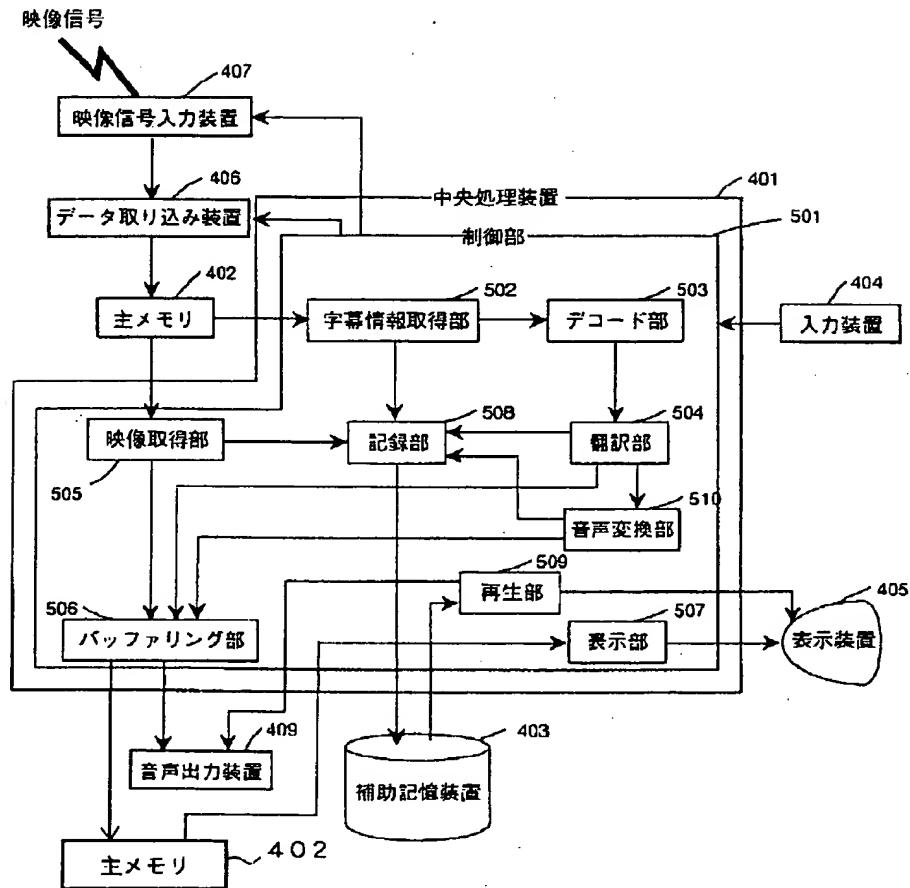 映像信号
407
映像信号入力装置
406
データ取り込み装置
中央処理装置
401
制御部
501
402
主メモリ
502
字幕情報取得部
503
デコード部
404
入力装置
映像取得部
505
508
記録部
504
翻訳部
510
音声変換部
509
再生部
405
表示装置
506
バッファリング部
507
表示部
409
音声出力装置
403
補助記憶装置
主メモリ
402